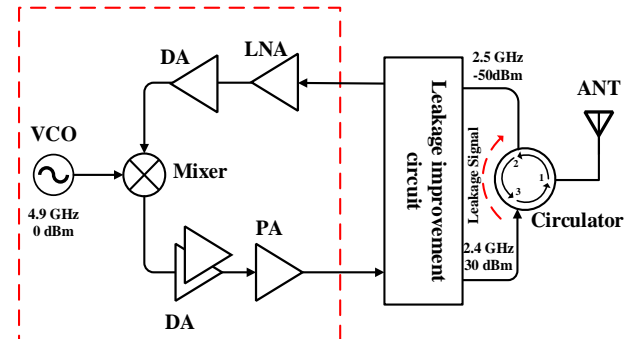 DA
LNA
2.5 GHz
-50dBm
ANT
VCO
Mixer
4.9 GHz
0 dBm
Leakage improvement
circuit
Leakage Signal
2
1
3
Circulator
2.4 GHz
30 dBm
PA
DA